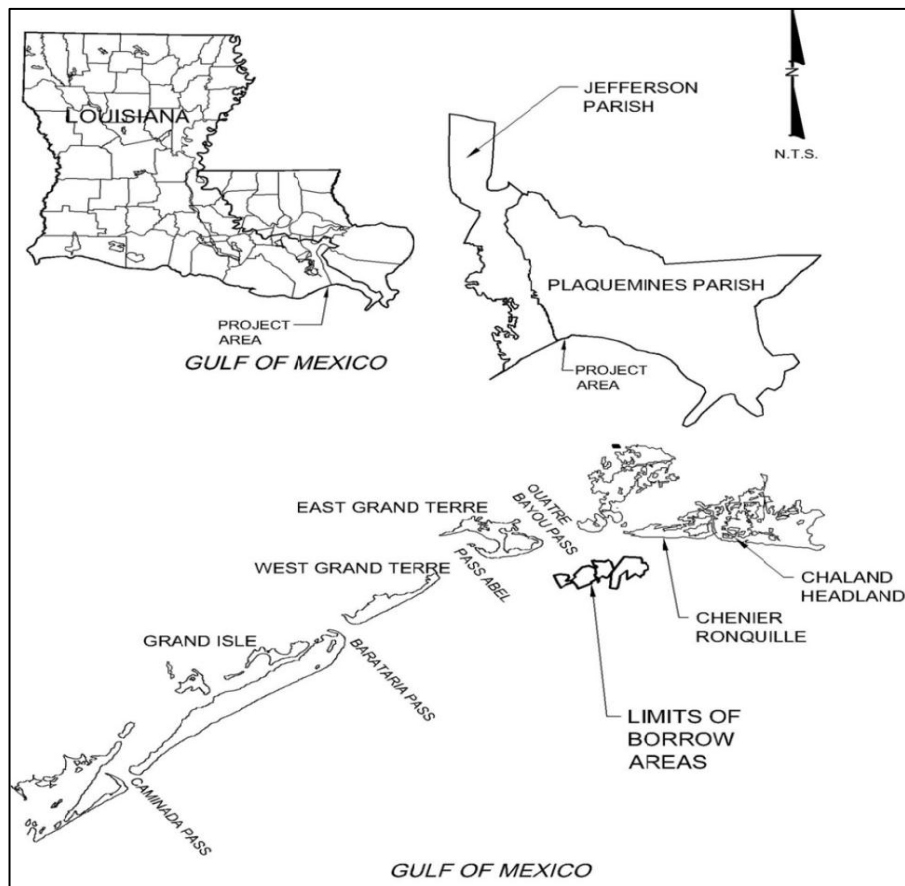 LOUISIANA
PROJECT
AREA
GULF OF MEXICO
JEFFERSON
PARISH
N
N.T.S.
PLAQUEMINES PARISH
PROJECT
AREA
EAST GRAND TERRE
QUATRE
BAYOU PASS
WEST GRAND TERRE
PASS ABEL
CHALAND
HEADLAND
CHENIER
RONQUILLE
GRAND ISLE
BARATARIA PASS
LIMITS OF
BORROW
AREAS
CAMINADA PASS
GULF OF MEXICO